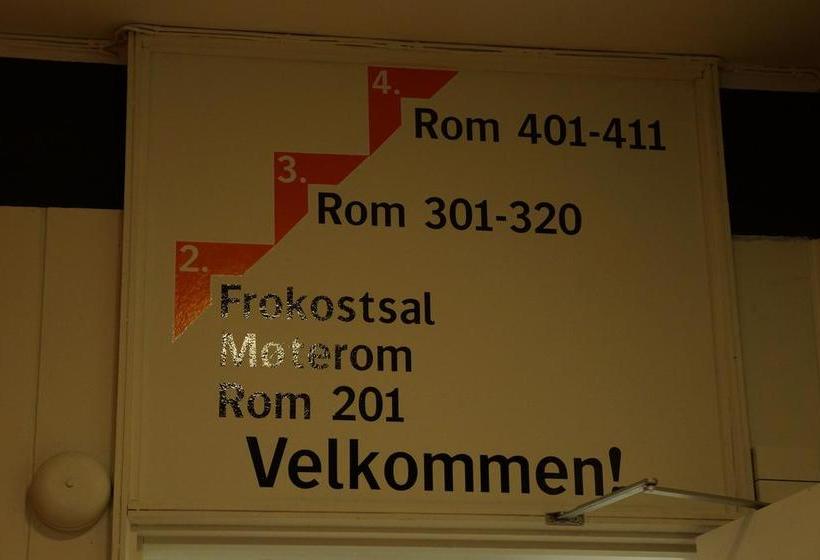 4.
Rom 401-411
3.
Rom 301-320
2.
Frokostsal
Møterom
Rom 201
Velkommen!